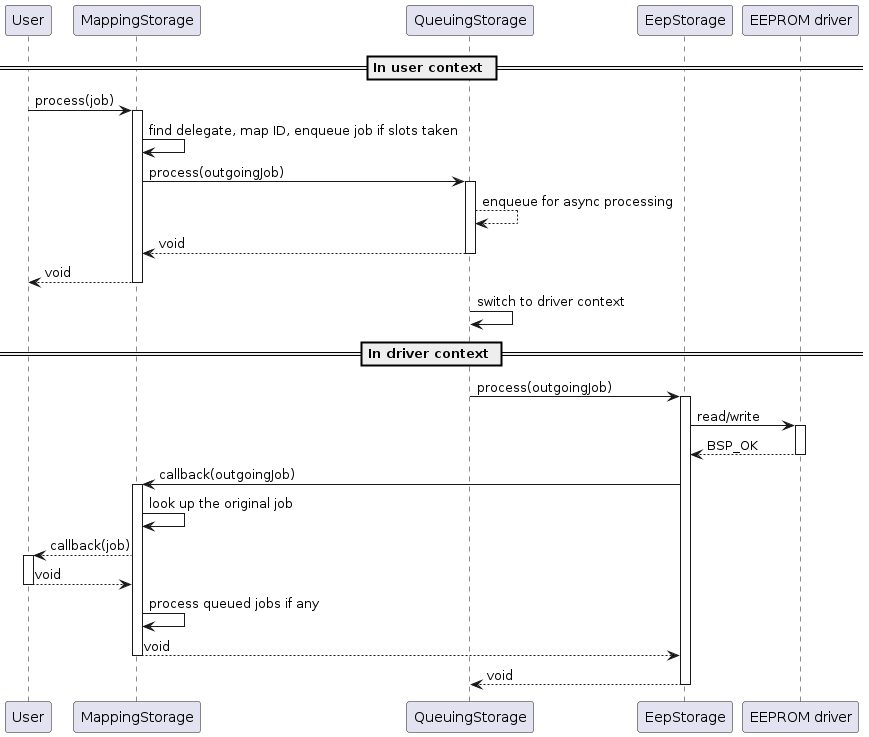 User MappingStorage QueuingStorage EepStorage EEPROM driver
In user context
process(job)
find delegate, map ID, enqueue job if slots taken
process(outgoingJob)
enqueue for async processing
void
void
switch to driver context
In driver context
process(outgoingJob)
read/write
BSP_OK
callback(outgoingJob)
look up the original job
callback(job)
void
process queued jobs if any
void
void
User MappingStorage QueuingStorage EepStorage EEPROM driver